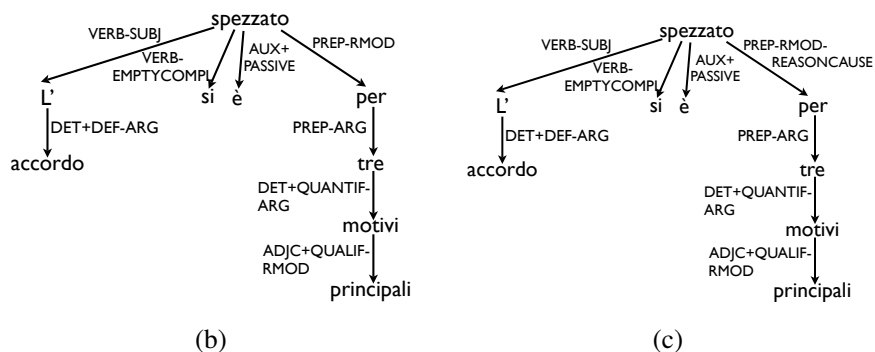 spezzato
VERB-SUBJ
VERB-
EMPTYCOMPL
AUX+
PASSIVE
PREP-RMOD
L'
si
è
per
DET+DEF-ARG
PREP-ARG
accordo
tre
DET+QUANTIF-
ARG
motivi
ADJC+QUALIF-
RMOD
principali
(b)
spezzato
VERB-SUBJ
VERB-
EMPTYCOMPL
AUX+
PASSIVE
PREP-RMOD-
REASONCAUSE
L'
si
è
per
DET+DEF-ARG
PREP-ARG
accordo
tre
DET+QUANTIF-
ARG
motivi
ADJC+QUALIF-
RMOD
principali
(c)